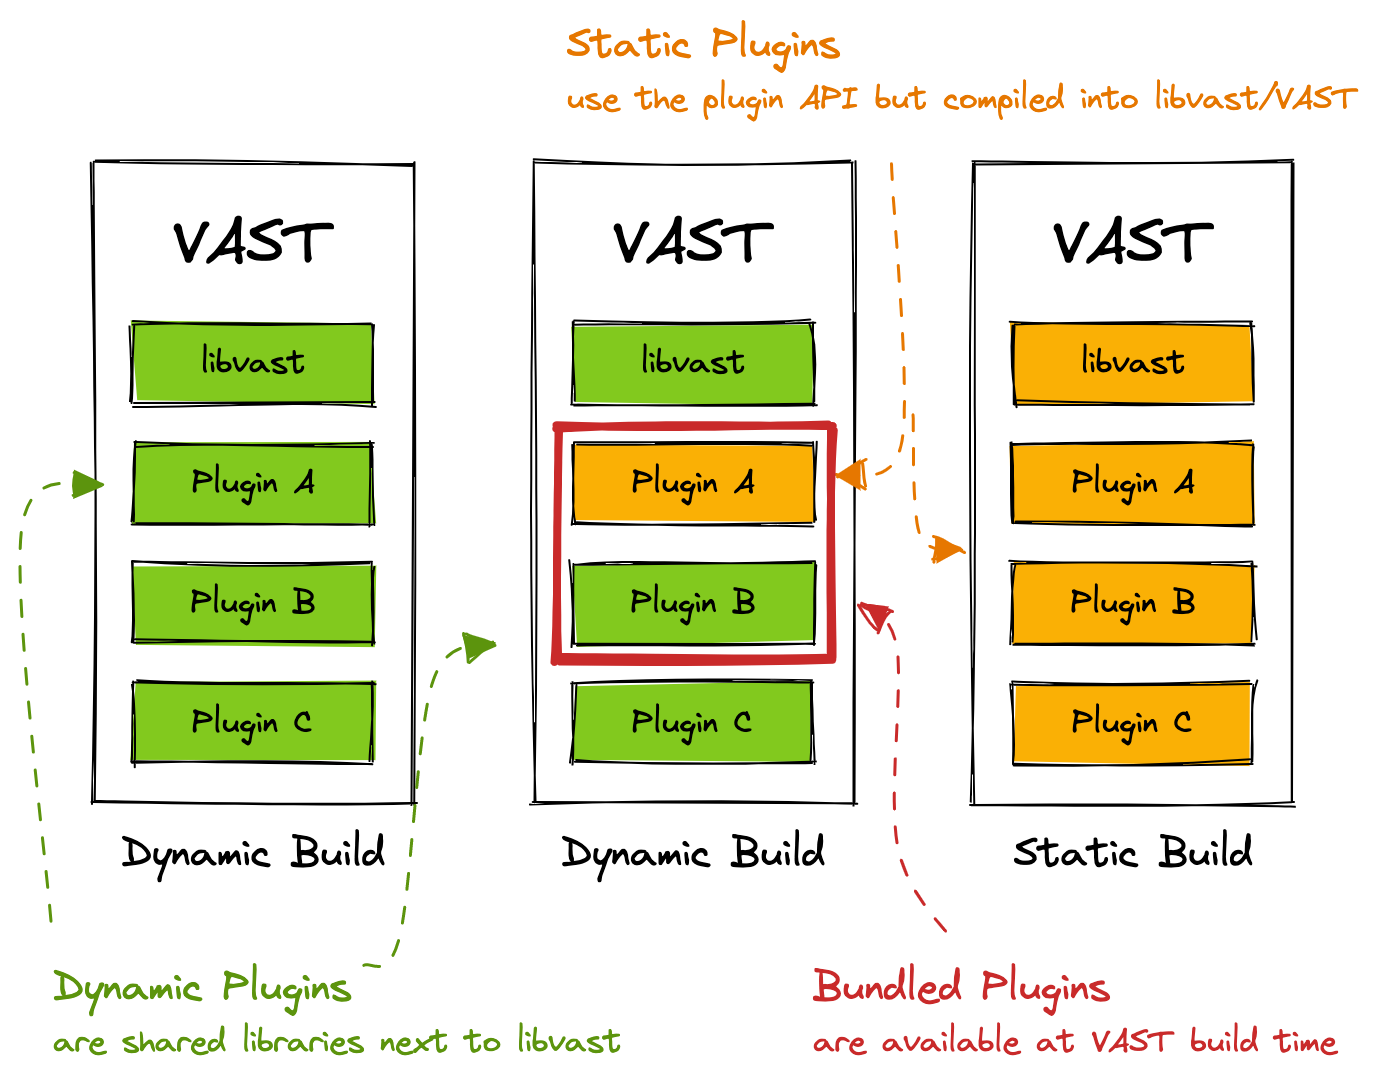 Static Plugins
use the plugin API but compiled into libvast/VAST
VAST
libvast
Plugin A
Plugin B
Plugin C
Dynamic Build
VAST
libvast
Plugin A
Plugin B
Plugin C
Dynamic Build
VAST
libvast
Plugin A
Plugin B
Plugin C
Static Build
Dynamic Plugins
are shared libraries next to libvast
Bundled Plugins
are available at VAST build time